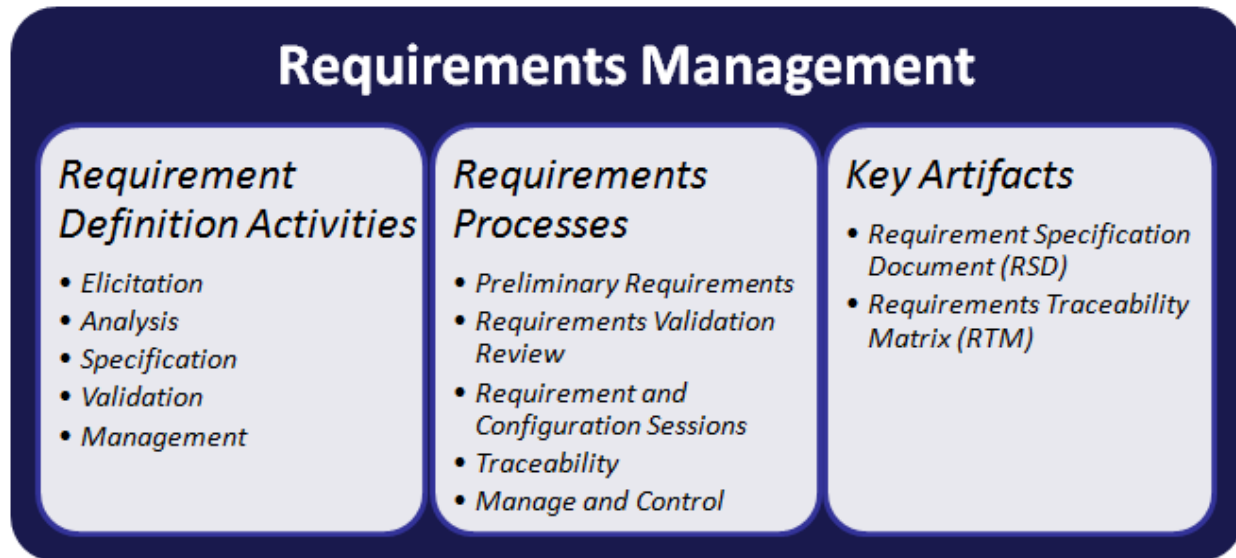 Requirements Management
Requirement
Definition Activities
• Elicitation
• Analysis
• Specification
• Validation
• Management
Requirements
Processes
• Preliminary Requirements
• Requirements Validation
Review
• Requirement and
Configuration Sessions
• Traceability
• Manage and Control
Key Artifacts
• Requirement Specification
Document (RSD)
• Requirements Traceability
Matrix (RTM)